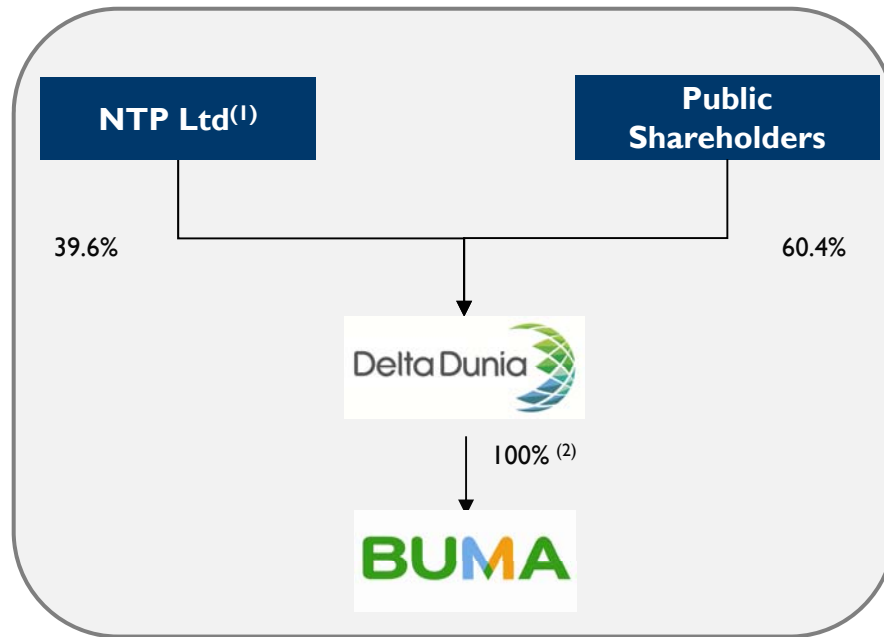 NTP Ltd(1)
Public
Shareholders
39.6%
60.4%
Delta Dunia
100% (2)
BUMA